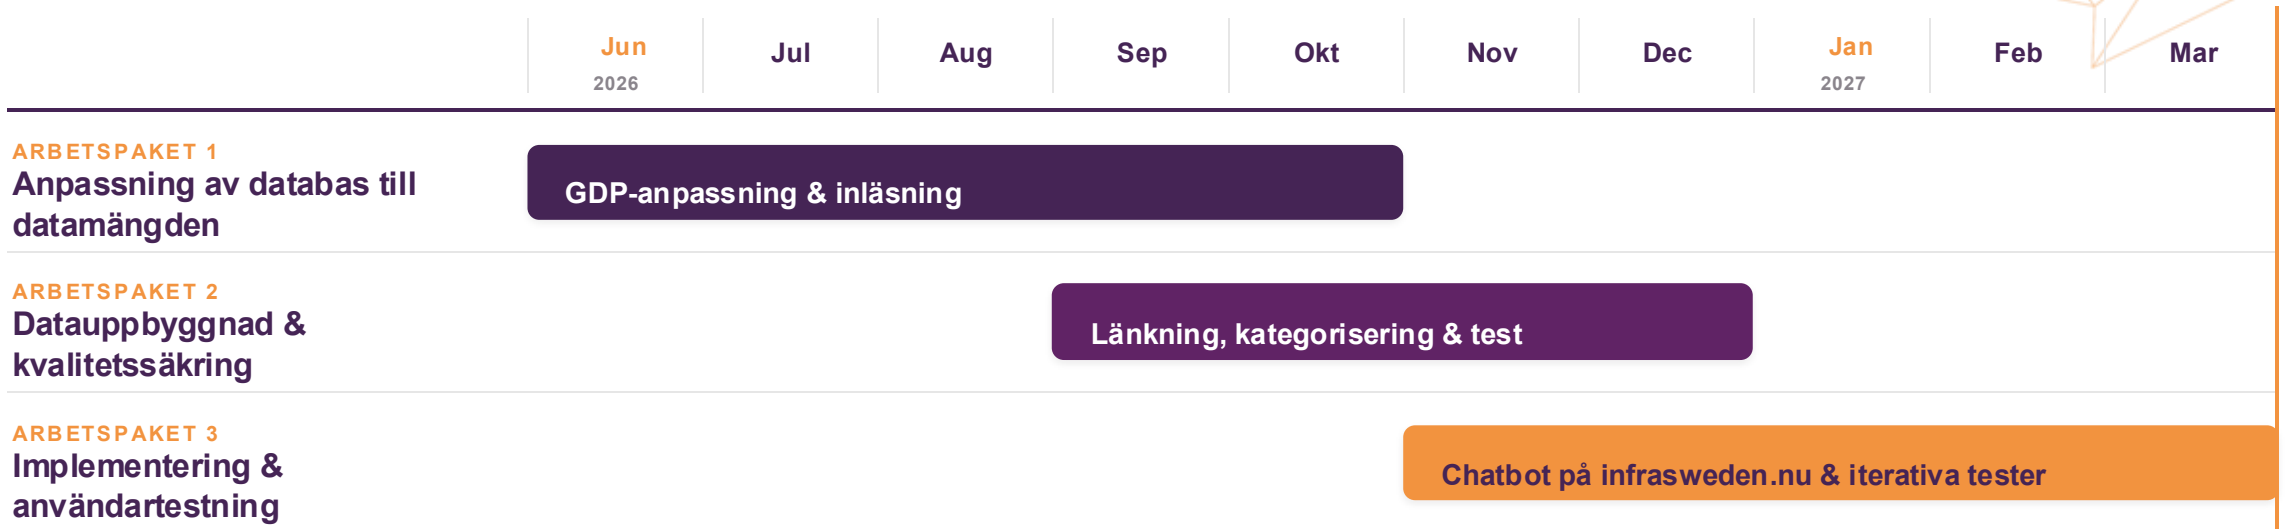 Jun Jul Aug Sep Okt Nov Dec Jan Feb Mar
2026 2027
ARBETSPAKET 1
Anpassning av databas till
datamängden
GDP-anpassning & inläsning
ARBETSPAKET 2
Datauppbyggnad &
kvalitetssäkring
Länkning, kategorisering & test
ARBETSPAKET 3
Implementering &
användartestning
Chatbot på infrasweden.nu & iterativa tester